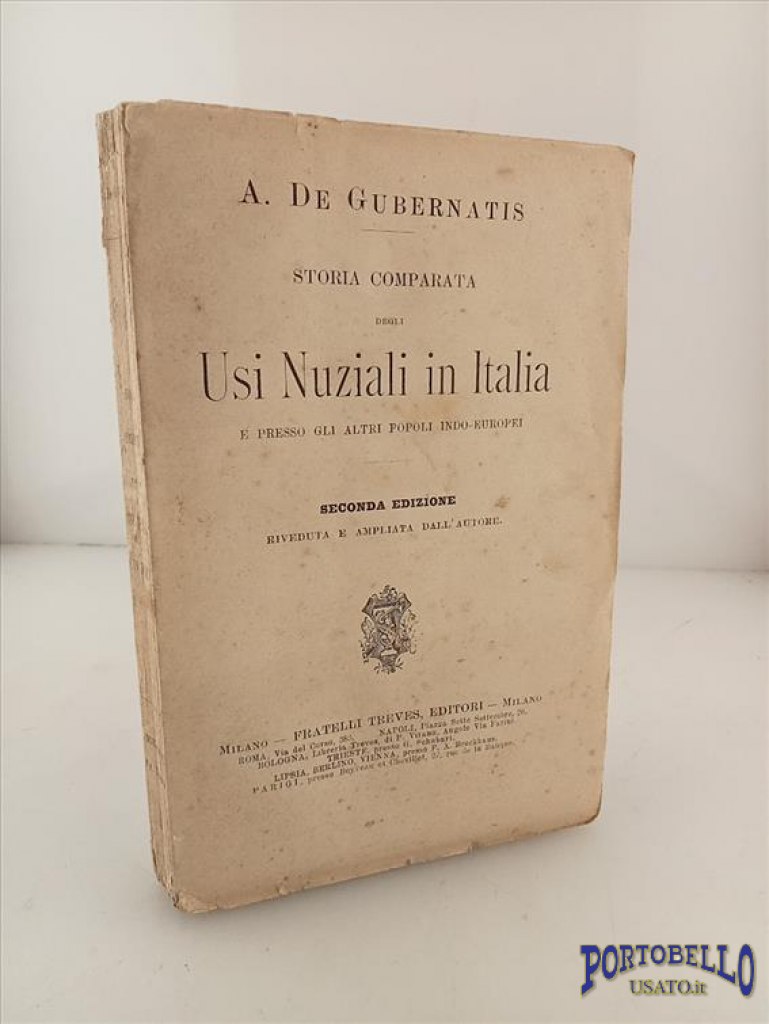 A. DE GUBERNATIS
STORIA COMPARATA
DEGLI
Usi Nuziali in Italia
E PRESSO GLI ALTRI POPOLI INDO-EUROPEI
SECONDA EDIZIONE
RIVEDUTA E AMPLIATA DALL'AUTORE.
MILANO — FRATELLI TREVES, EDITORI — MILANO
ROMA, Via del Corso, 383. NAPOLI, Piazza Sette Settembre, 26.
BOLOGNA, Libreria Treves, di P. Virano, Angolo Via Farini.
TRIESTE, presso G. Schubart.
LIPSIA, BERLINO, VIENNA, presso F. A. Brockhaus.
PARIGI, presso Boyveau et Chevillet, 22, rue de la Banque.
PORTOBELLO
USATO.it